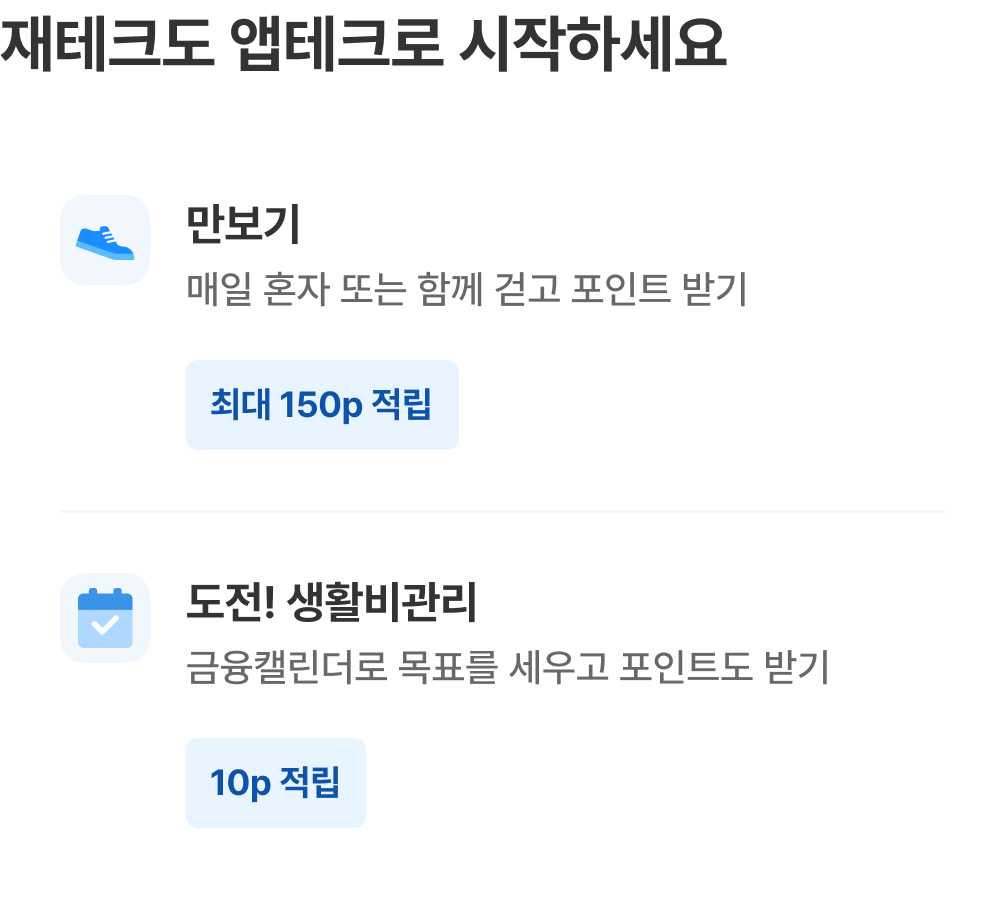 재테크도 앱테크로 시작하세요
만보기
매일 혼자 또는 함께 걷고 포인트 받기
최대 150p 적립
도전! 생활비관리
금융캘린더로 목표를 세우고 포인트도 받기
10p 적립